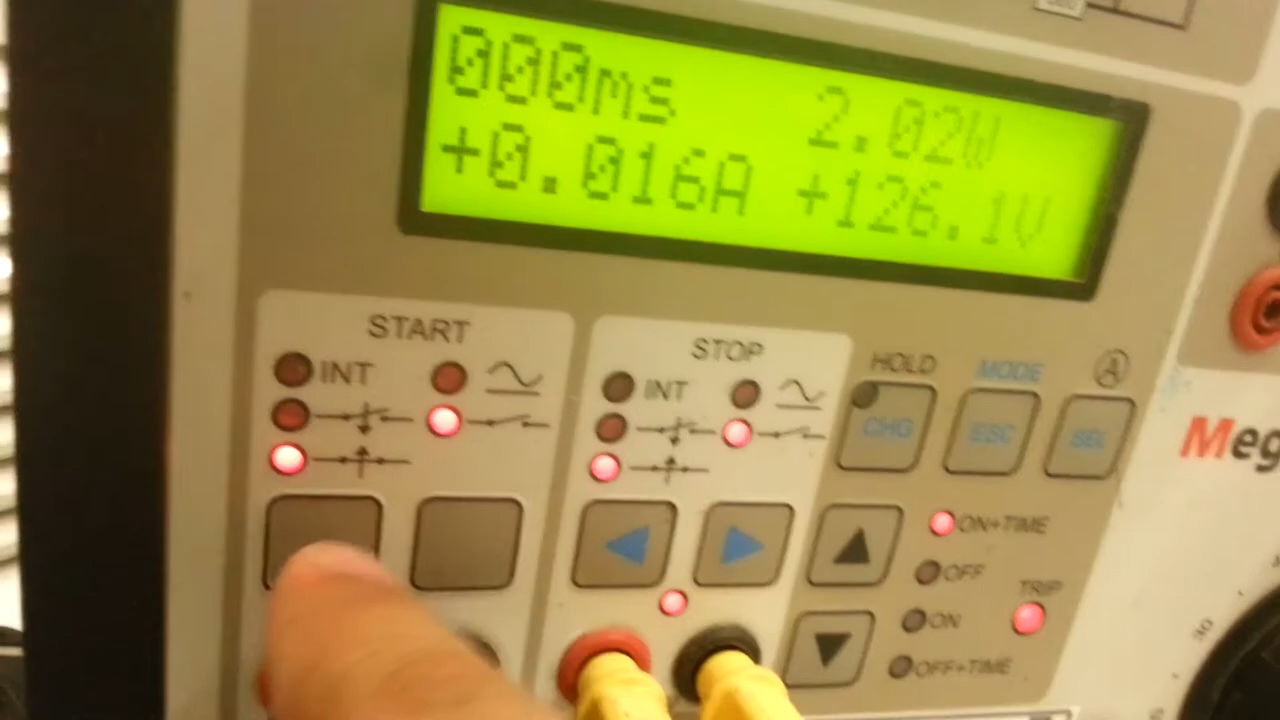 000ms 2.02W
+0.016A +126.1V
START
INT
STOP
INT
HOLD
CHG
MODE
ESC
A
SEL
ON+TIME
OFF
ON
OFF+TIME
TRIP
Meg
30